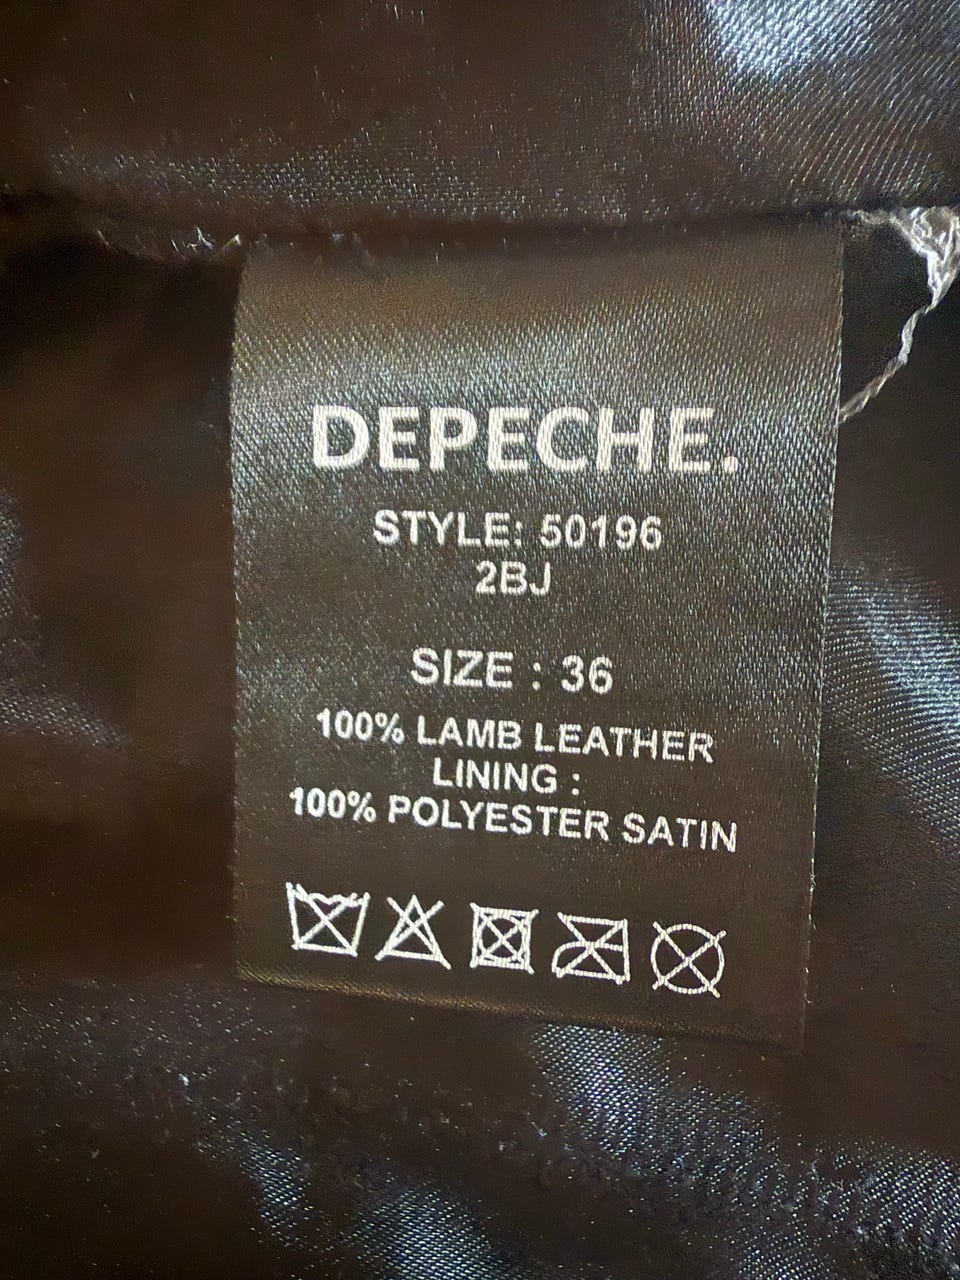 DEPECHE.
STYLE: 50196
2BJ
SIZE : 36
100% LAMB LEATHER
LINING :
100% POLYESTER SATIN